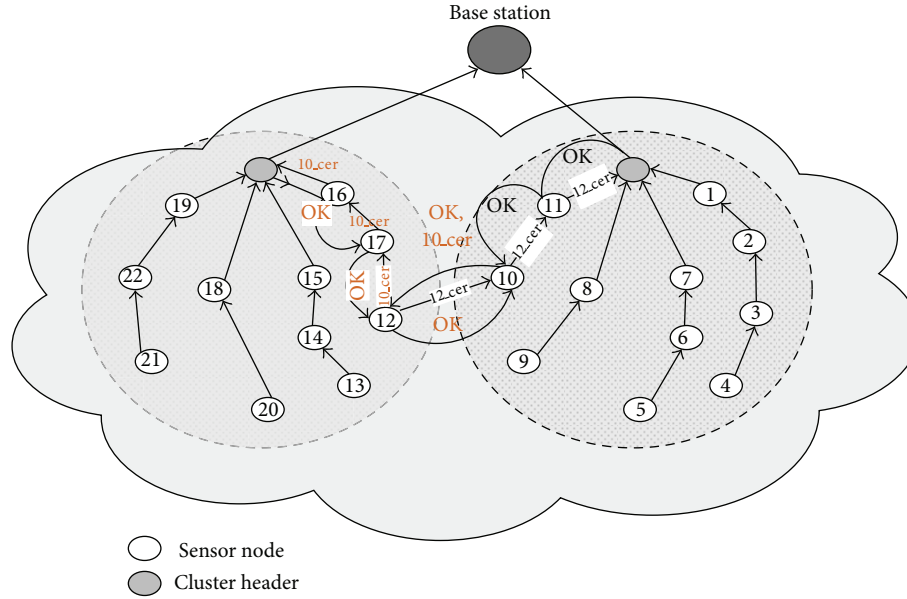 Base station
10_cer
OK
16
19
OK
17
10_cer
OK
10_cer
22
18
15
12
14
21
20
13
OK,
10_cer
12_cer
OK
10
OK
12_cer
11
12_cer
OK
1
2
8
7
3
9
6
5
4
Sensor node
Cluster header